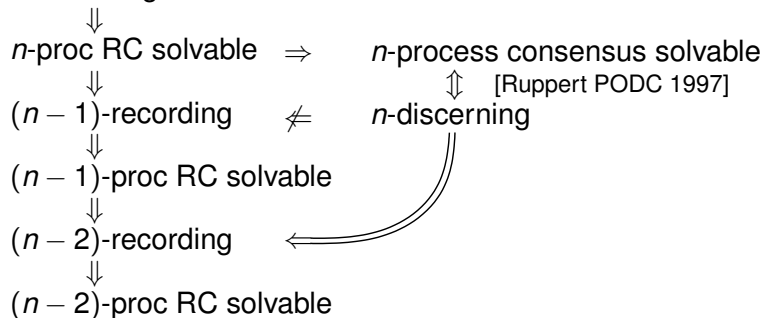 ⇓
n-proc RC solvable ⇒ n-process consensus solvable
⇓ ⇕ [Ruppert PODC 1997]
(n − 1)-recording ⇍ n-discerning
⇓
(n − 1)-proc RC solvable
⇓
(n − 2)-recording ⇐
⇓
(n − 2)-proc RC solvable